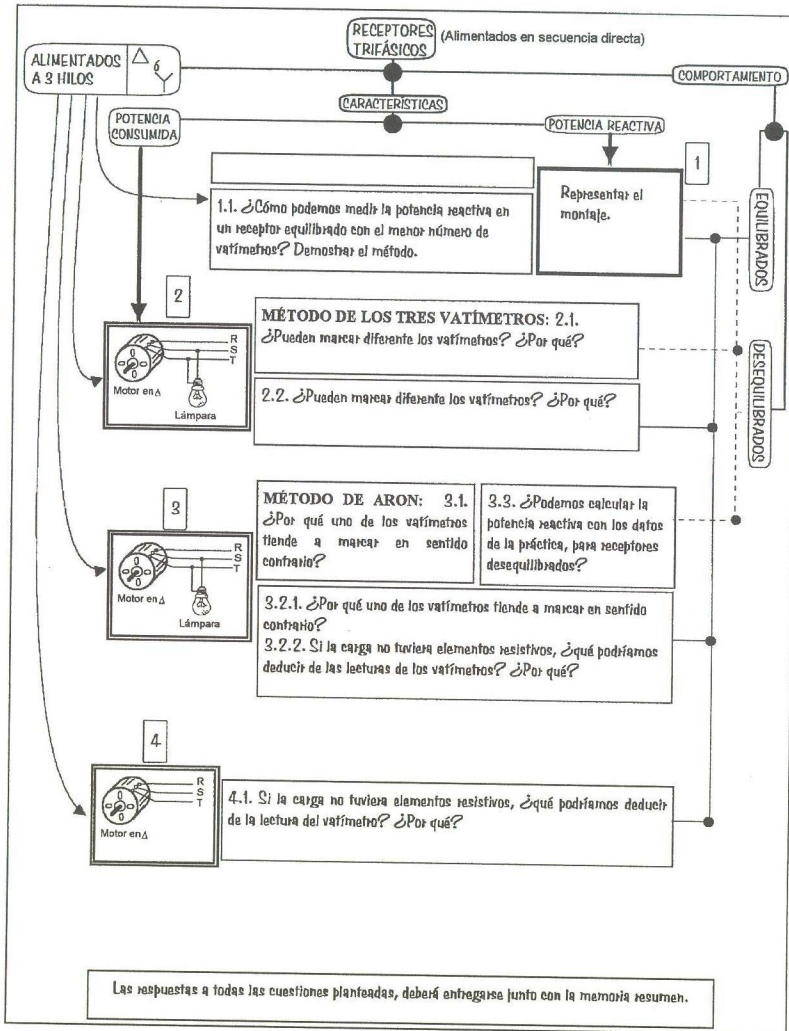 RECEPTORES
TRIFÁSICOS
(Alimentados en secuencia directa)
ALIMENTADOS
A 3 HILOS
Δ ó Y
COMPORTAMIENTO
CARACTERÍSTICAS
POTENCIA
CONSUMIDA
POTENCIA REACTIVA
1
1.1. ¿Cómo podemos medir la potencia reactiva en
un receptor equilibrado con el menor número de
vatímetros? Demostrar el método.
Representar el
montaje.
EQUILIBRADOS
DESEQUILIBRADOS
2
R
S
T
Motor en Δ
Lámpara
MÉTODO DE LOS TRES VATÍMETROS: 2.1.
¿Pueden marcar diferente los vatímetros? ¿Por qué?
2.2. ¿Pueden marcar diferente los vatímetros? ¿Por qué?
3
R
S
T
Motor en Δ
Lámpara
MÉTODO DE ARON: 3.1.
¿Por qué uno de los vatímetros
tiende a marcar en sentido
contrario?
3.3. ¿Podemos calcular la
potencia reactiva con los datos
de la práctica, para receptores
desequilibrados?
3.2.1. ¿Por qué uno de los vatímetros tiende a marcar en sentido
contrario?
3.2.2. Si la carga no tuviera elementos resistivos, ¿qué podríamos
deducir de las lecturas de los vatímetros? ¿Por qué?
4
R
S
T
Motor en Δ
4.1. Si la carga no tuviera elementos resistivos, ¿qué podríamos deducir
de la lectura del vatímetro? ¿Por qué?
Las respuestas a todas las cuestiones planteadas, deberá entregarse junto con la memoria resumen.